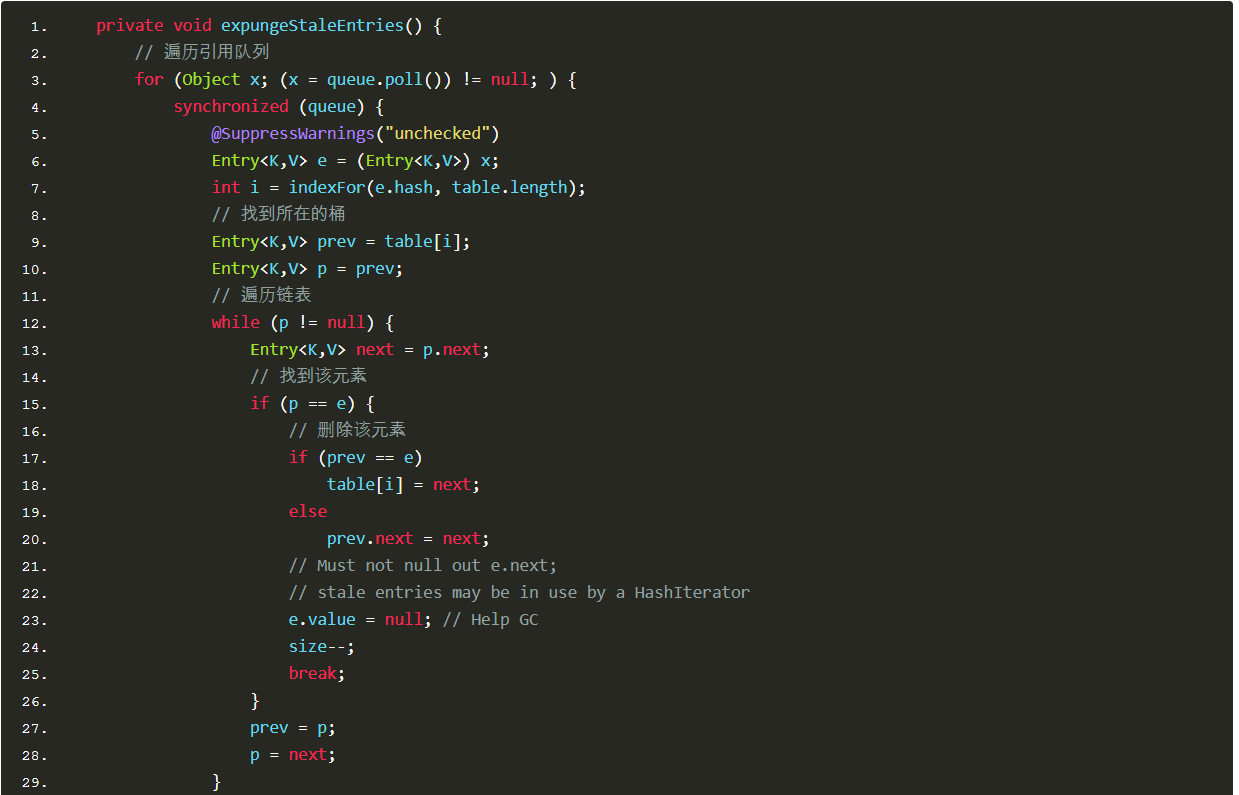 1. private void expungeStaleEntries() {
2. // 遍历引用队列
3. for (Object x; (x = queue.poll()) != null; ) {
4. synchronized (queue) {
5. @SuppressWarnings("unchecked")
6. Entry<K,V> e = (Entry<K,V>) x;
7. int i = indexFor(e.hash, table.length);
8. // 找到所在的桶
9. Entry<K,V> prev = table[i];
10. Entry<K,V> p = prev;
11. // 遍历链表
12. while (p != null) {
13. Entry<K,V> next = p.next;
14. // 找到该元素
15. if (p == e) {
16. // 删除该元素
17. if (prev == e)
18. table[i] = next;
19. else
20. prev.next = next;
21. // Must not null out e.next;
22. // stale entries may be in use by a HashIterator
23. e.value = null; // Help GC
24. size--;
25. break;
26. }
27. prev = p;
28. p = next;
29. }